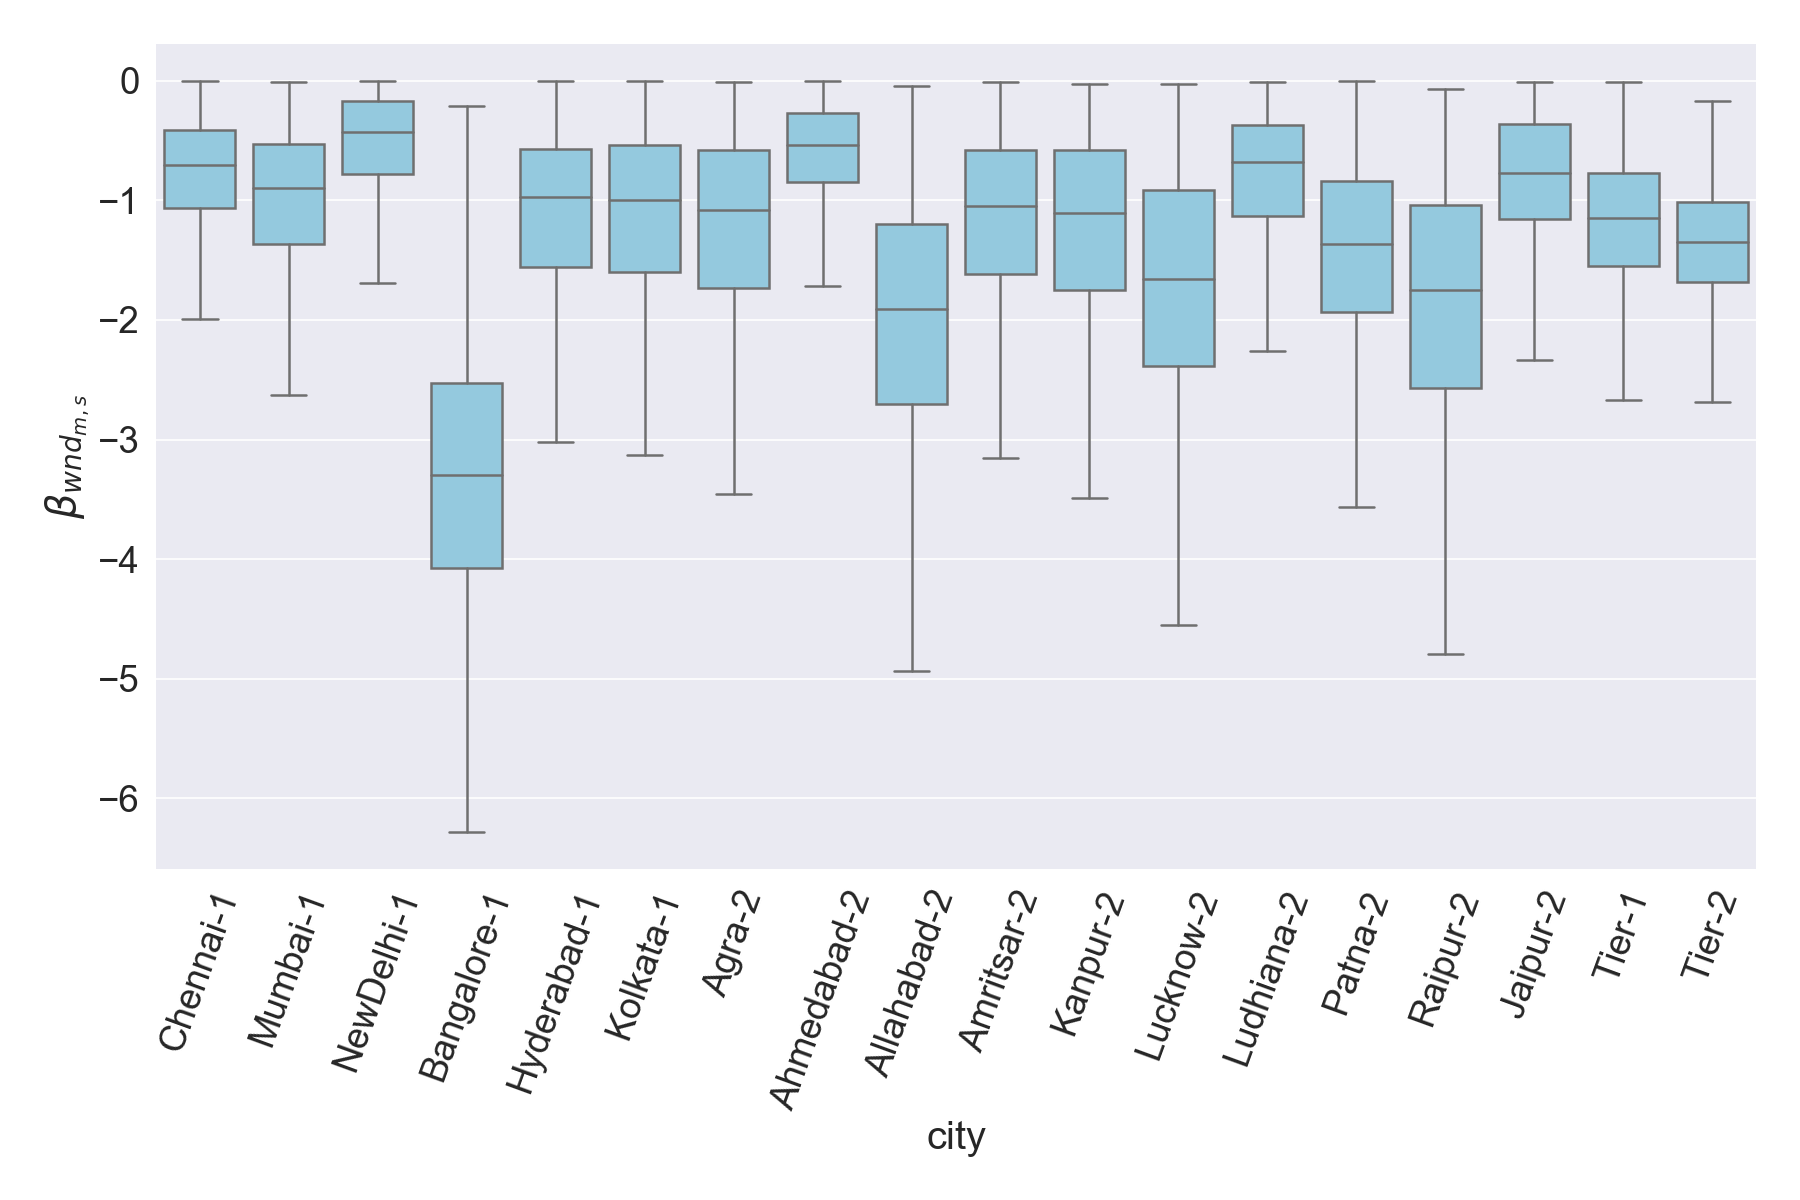 0
−1
−2
−3
−4
−5
−6
βwnd_{m,s}
Chennai-1
Mumbai-1
NewDelhi-1
Bangalore-1
Hyderabad-1
Kolkata-1
Agra-2
Ahmedabad-2
Allahabad-2
Amritsar-2
Kanpur-2
Lucknow-2
Ludhiana-2
Patna-2
Raipur-2
Jaipur-2
Tier-1
Tier-2
city